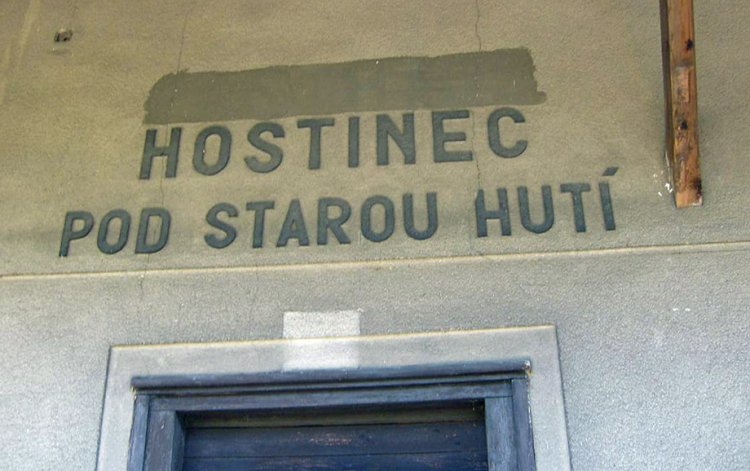 HOSTINEC
POD STAROU HUTÍ